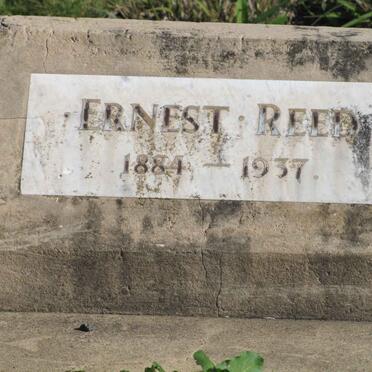 · ERNEST · REED ·
1884 – 1937.